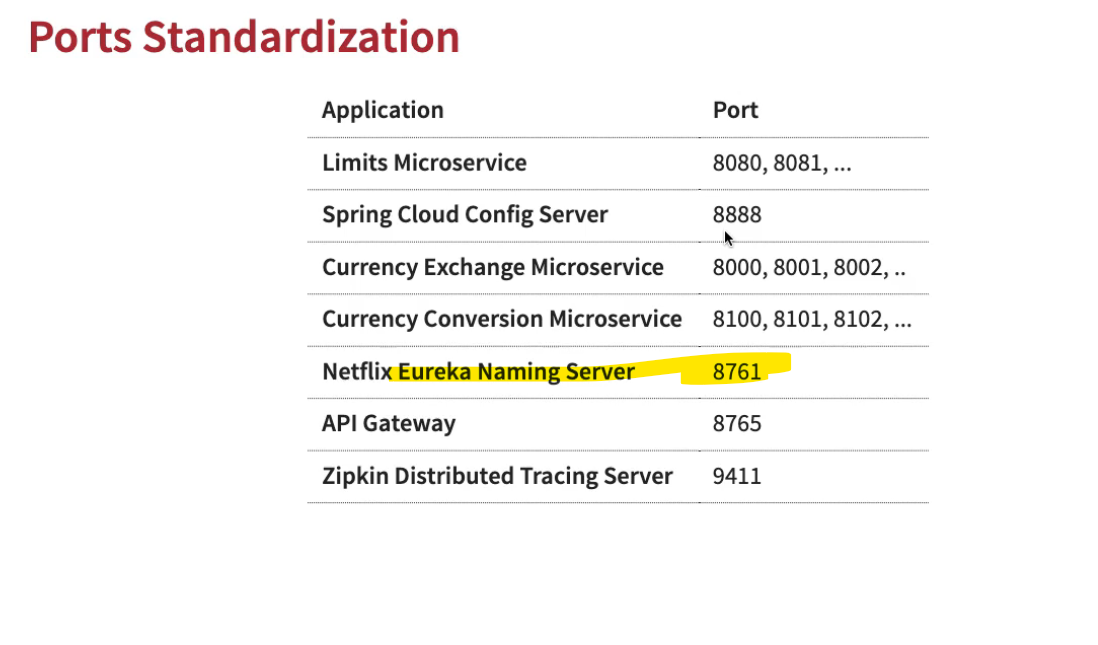 Ports Standardization
Application Port
Limits Microservice 8080, 8081, ...
Spring Cloud Config Server 8888
Currency Exchange Microservice 8000, 8001, 8002, ..
Currency Conversion Microservice 8100, 8101, 8102, ...
Netflix Eureka Naming Server 8761
API Gateway 8765
Zipkin Distributed Tracing Server 9411